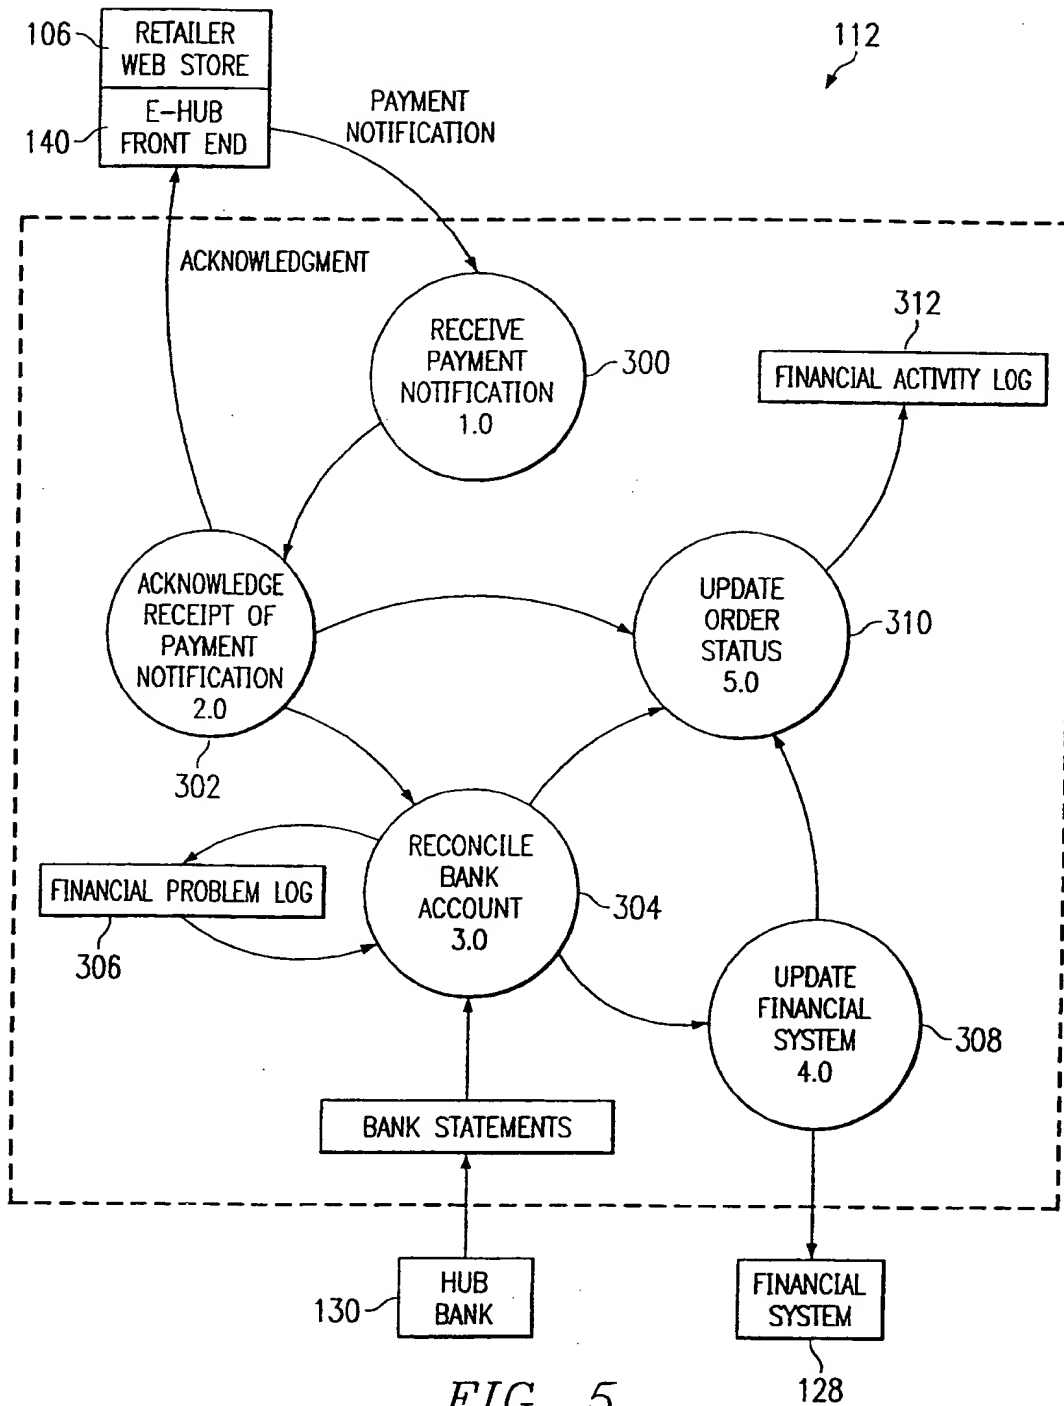 106
RETAILER
WEB STORE
112
140
E-HUB
FRONT END
PAYMENT
NOTIFICATION
ACKNOWLEDGMENT
RECEIVE
PAYMENT
NOTIFICATION
1.0
300
312
FINANCIAL ACTIVITY LOG
ACKNOWLEDGE
RECEIPT OF
PAYMENT
NOTIFICATION
2.0
302
UPDATE
ORDER
STATUS
5.0
310
RECONCILE
BANK
ACCOUNT
3.0
304
FINANCIAL PROBLEM LOG
306
UPDATE
FINANCIAL
SYSTEM
4.0
308
BANK STATEMENTS
130
HUB
BANK
FINANCIAL
SYSTEM
128
FIG. 5